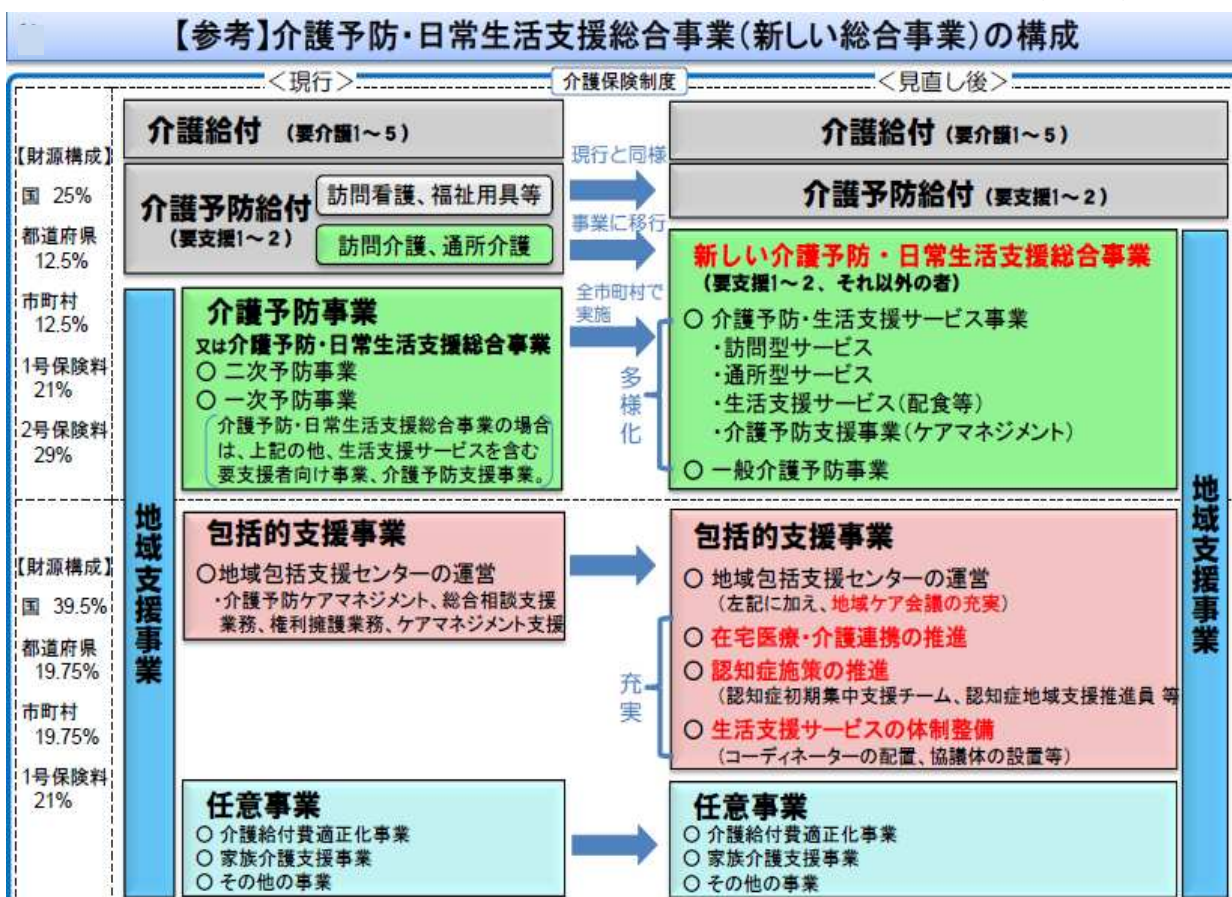 【参考】介護予防・日常生活支援総合事業(新しい総合事業)の構成
<現行>
介護保険制度
<見直し後>
【財源構成】
国 25%
都道府県
12.5%
市町村
12.5%
1号保険料
21%
2号保険料
29%
【財源構成】
国 39.5%
都道府県
19.75%
市町村
19.75%
1号保険料
21%
介護給付 (要介護1~5)
介護予防給付
(要支援1~2)
訪問看護、福祉用具等
訪問介護、通所介護
地域支援事業
介護予防事業
又は介護予防・日常生活支援総合事業
○ 二次予防事業
○ 一次予防事業
介護予防・日常生活支援総合事業の場合
は、上記の他、生活支援サービスを含む
要支援者向け事業、介護予防支援事業。
包括的支援事業
○地域包括支援センターの運営
・介護予防ケアマネジメント、総合相談支援
業務、権利擁護業務、ケアマネジメント支援
任意事業
○ 介護給付費適正化事業
○ 家族介護支援事業
○ その他の事業
現行と同様
事業に移行
全市町村で
実施
多様化
充実
介護給付 (要介護1~5)
介護予防給付 (要支援1~2)
新しい介護予防・日常生活支援総合事業
(要支援1~2、それ以外の者)
○ 介護予防・生活支援サービス事業
・訪問型サービス
・通所型サービス
・生活支援サービス(配食等)
・介護予防支援事業(ケアマネジメント)
○ 一般介護予防事業
包括的支援事業
○ 地域包括支援センターの運営
(左記に加え、地域ケア会議の充実)
○ 在宅医療・介護連携の推進
○ 認知症施策の推進
(認知症初期集中支援チーム、認知症地域支援推進員 等
○ 生活支援サービスの体制整備
(コーディネーターの配置、協議体の設置等)
任意事業
○ 介護給付費適正化事業
○ 家族介護支援事業
○ その他の事業
地域支援事業